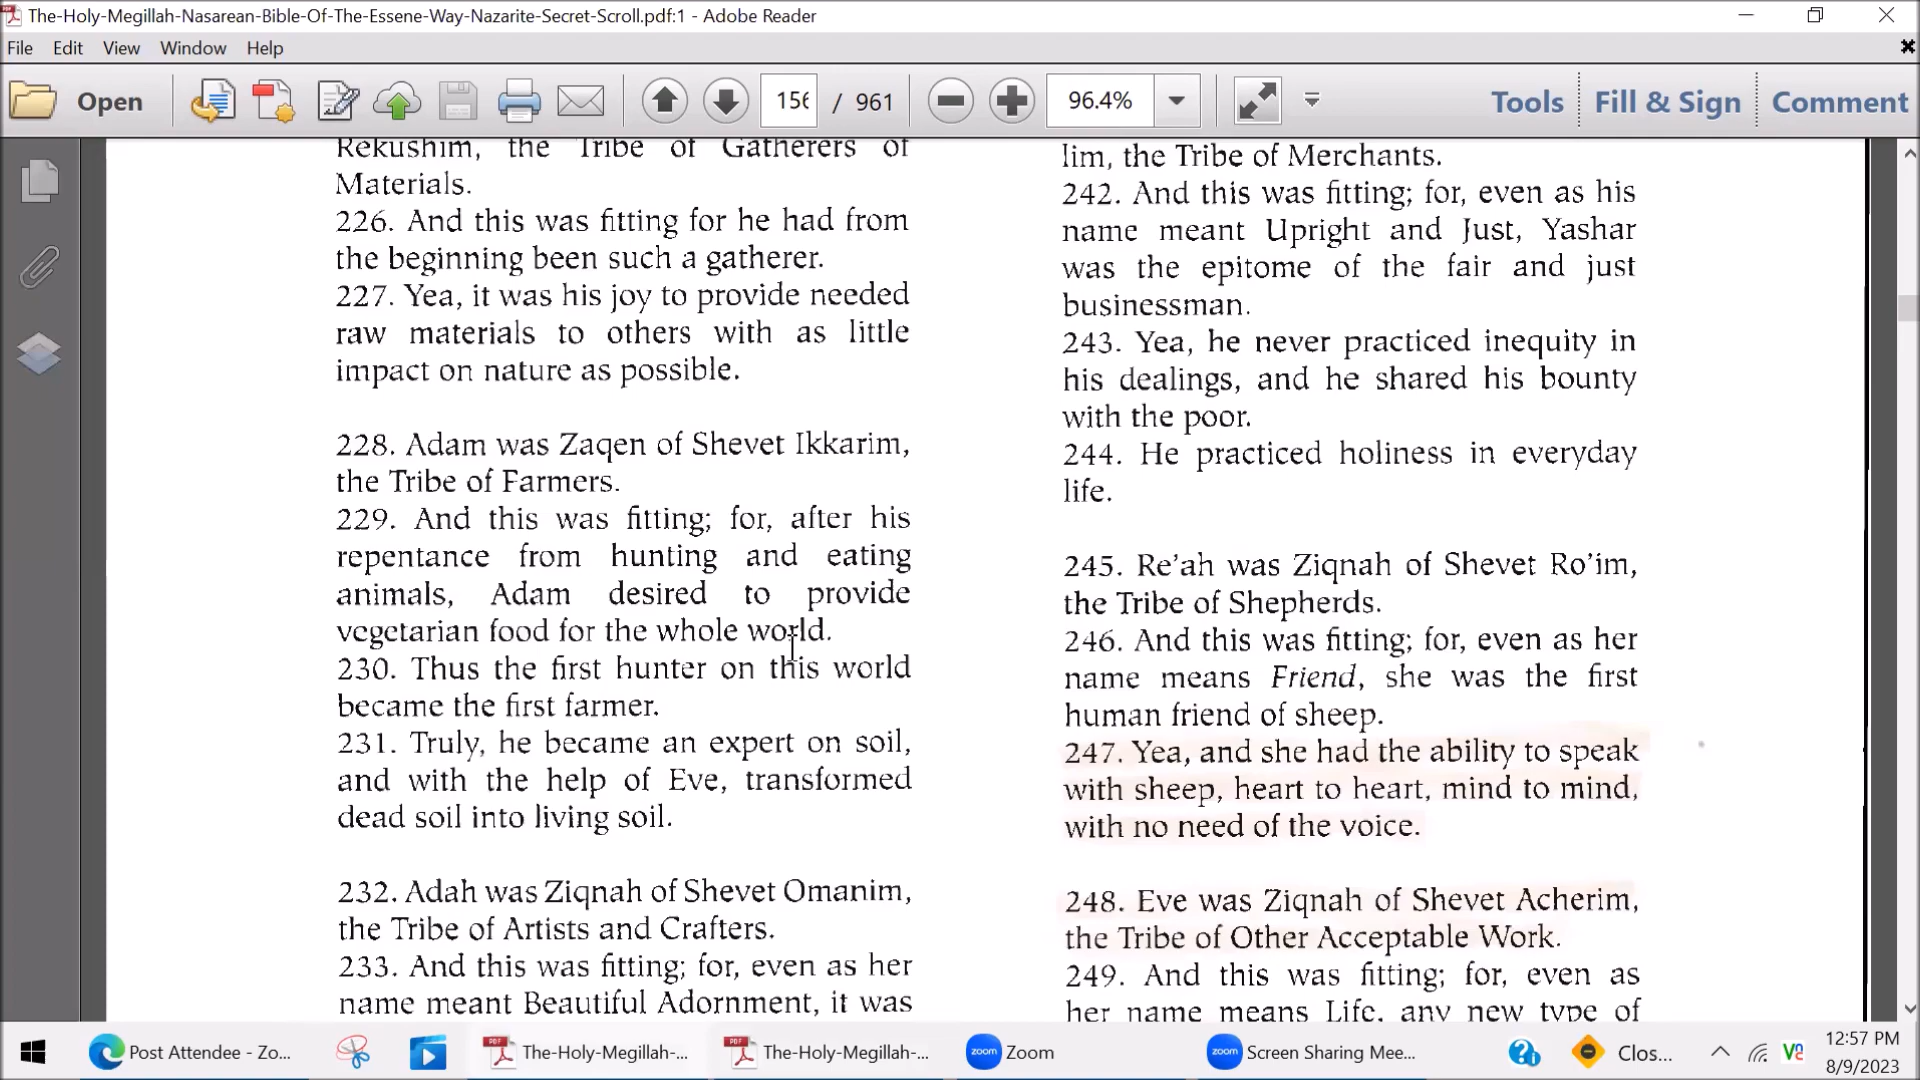 The-Holy-Megillah-Nasarean-Bible-Of-The-Essene-Way-Nazarite-Secret-Scroll.pdf:1 - Adobe Reader
File Edit View Window Help
Open 156 / 961 96.4% Tools Fill & Sign Comment
Rekushim, the Tribe of Gatherers of
Materials.
226. And this was fitting for he had from
the beginning been such a gatherer.
227. Yea, it was his joy to provide needed
raw materials to others with as little
impact on nature as possible.
228. Adam was Zaqen of Shevet Ikkarim,
the Tribe of Farmers.
229. And this was fitting; for, after his
repentance from hunting and eating
animals, Adam desired to provide
vegetarian food for the whole world.
230. Thus the first hunter on this world
became the first farmer.
231. Truly, he became an expert on soil,
and with the help of Eve, transformed
dead soil into living soil.
232. Adah was Ziqnah of Shevet Omanim,
the Tribe of Artists and Crafters.
233. And this was fitting; for, even as her
name meant Beautiful Adornment, it was
lim, the Tribe of Merchants.
242. And this was fitting; for, even as his
name meant Upright and Just, Yashar
was the epitome of the fair and just
businessman.
243. Yea, he never practiced inequity in
his dealings, and he shared his bounty
with the poor.
244. He practiced holiness in everyday
life.
245. Re'ah was Ziqnah of Shevet Ro'im,
the Tribe of Shepherds.
246. And this was fitting; for, even as her
name means Friend, she was the first
human friend of sheep.
247. Yea, and she had the ability to speak
with sheep, heart to heart, mind to mind,
with no need of the voice.
248. Eve was Ziqnah of Shevet Acherim,
the Tribe of Other Acceptable Work.
249. And this was fitting; for, even as
her name means Life, any new type of
Post Attendee - Zo... The-Holy-Megillah-... The-Holy-Megillah-... Zoom Screen Sharing Mee... Clos... 12:57 PM
8/9/2023